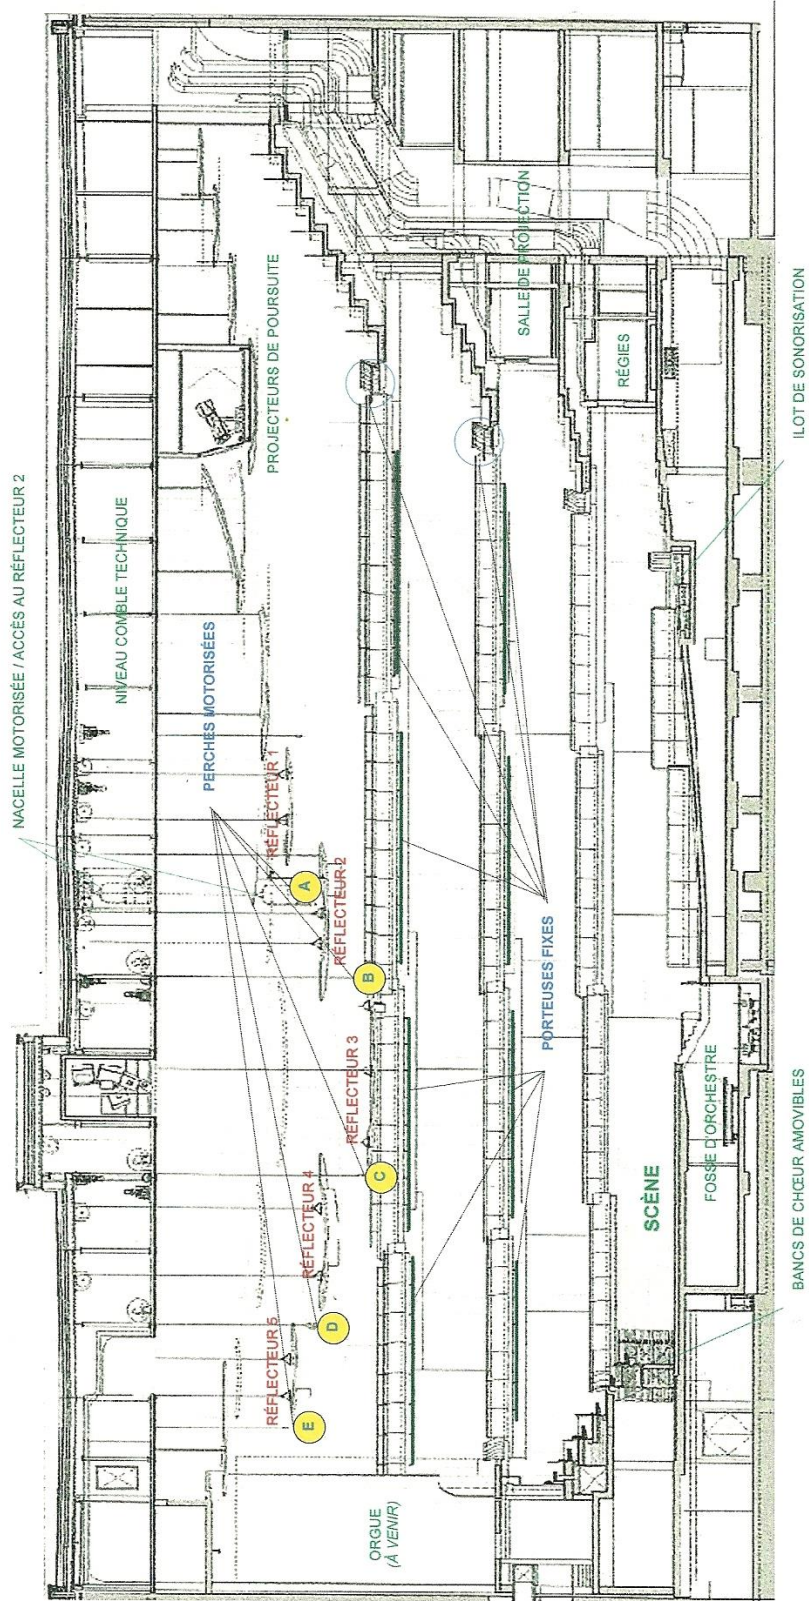 NACELLE MOTORISÉE / ACCÈS AU RÉFLECTEUR 2
NIVEAU COMBLE TECHNIQUE
PERCHES MOTORISÉES
PROJECTEURS DE POURSUITE
RÉFLECTEUR 5
RÉFLECTEUR 4
RÉFLECTEUR 3
RÉFLECTEUR 2
RÉFLECTEUR 1
E
D
C
B
A
ORGUE
(À VENIR)
PORTEUSES FIXES
SALLE DE PROJECTION
RÉGIES
SCÈNE
FOSSE D'ORCHESTRE
BANCS DE CHŒUR AMOVIBLES
ILOT DE SONORISATION